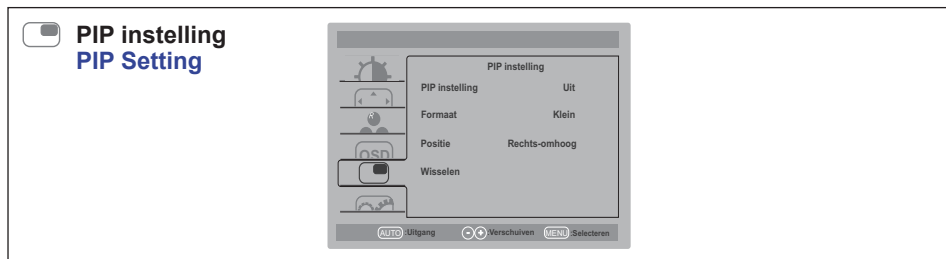 PIP instelling
PIP Setting
PIP instelling
PIP instelling Uit
Formaat Klein
Positie Rechts-omhoog
Wisselen
R
OSD
AUTO :Uitgang - + :Verschuiven MENU :Selecteren